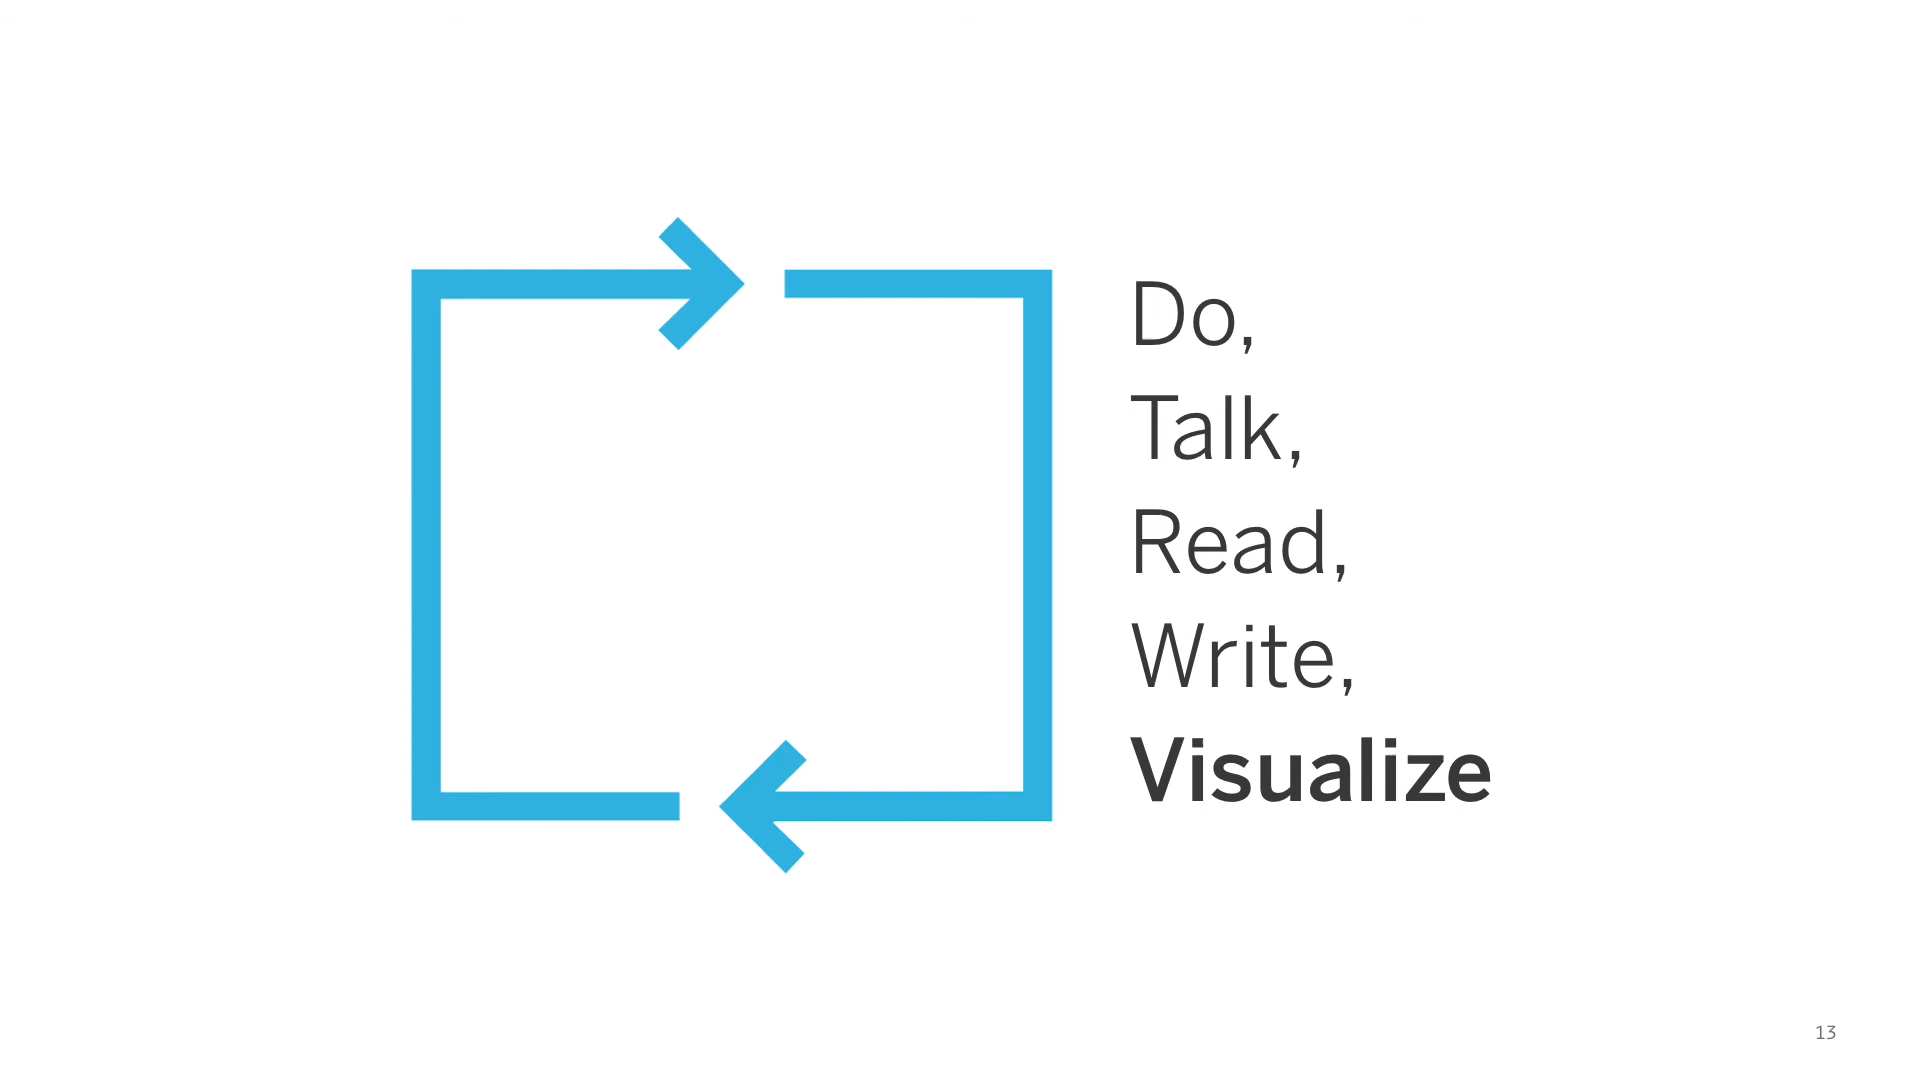 Do,
Talk,
Read,
Write,
Visualize
13